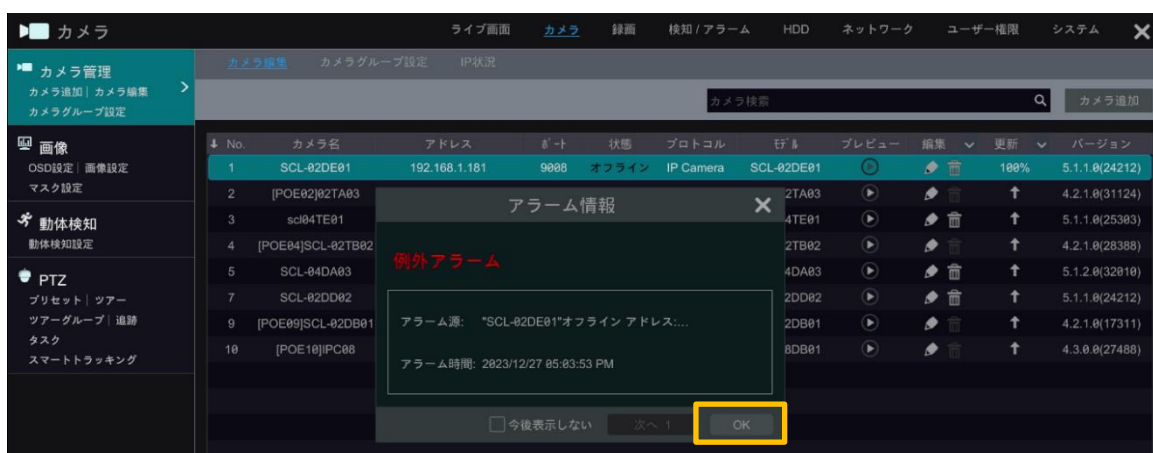 カメラ
ライブ画面 カメラ 録画 検知 / アラーム HDD ネットワーク ユーザー権限 システム
カメラ管理
カメラ追加 | カメラ編集
カメラグループ設定
画像
OSD設定 | 画像設定
マスク設定
動体検知
動体検知設定
PTZ
プリセット | ツアー
ツアーグループ | 追跡
タスク
スマートトラッキング
カメラ編集 カメラグループ設定 IP状況
カメラ検索 カメラ追加
No. カメラ名 アドレス ポート 状態 プロトコル モデル プレビュー 編集 更新 バージョン
1 SCL-02DE01 192.168.1.181 9008 オフライン IP Camera SCL-02DE01 100% 5.1.1.0(24212)
2 [POE02]02TA03 2TA03 4.2.1.0(31124)
3 scl04TE01 4TE01 5.1.1.0(25303)
4 [POE04]SCL-02TB02 2TB02 4.2.1.0(28388)
5 SCL-04DA03 4DA03 5.1.2.0(32010)
7 SCL-02DD02 2DD02 5.1.1.0(24212)
9 [POE09]SCL-02DB01 2DB01 4.2.1.0(17311)
10 [POE10]IPC08 8DB01 4.3.0.0(27488)
アラーム情報
例外アラーム
アラーム源: "SCL-02DE01"オフライン アドレス:...
アラーム時間: 2023/12/27 05:03:53 PM
今後表示しない 次へ 1 OK